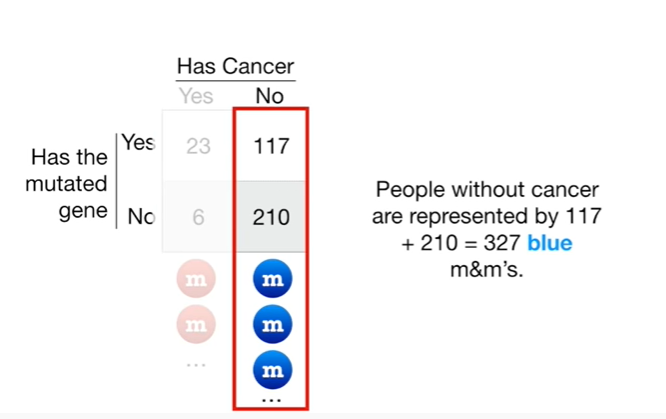 Has Cancer
Yes No
Has the mutated gene
Yes 23 117
No 6 210
m m
m m
... m
...
People without cancer
are represented by 117
+ 210 = 327 blue
m&m's.